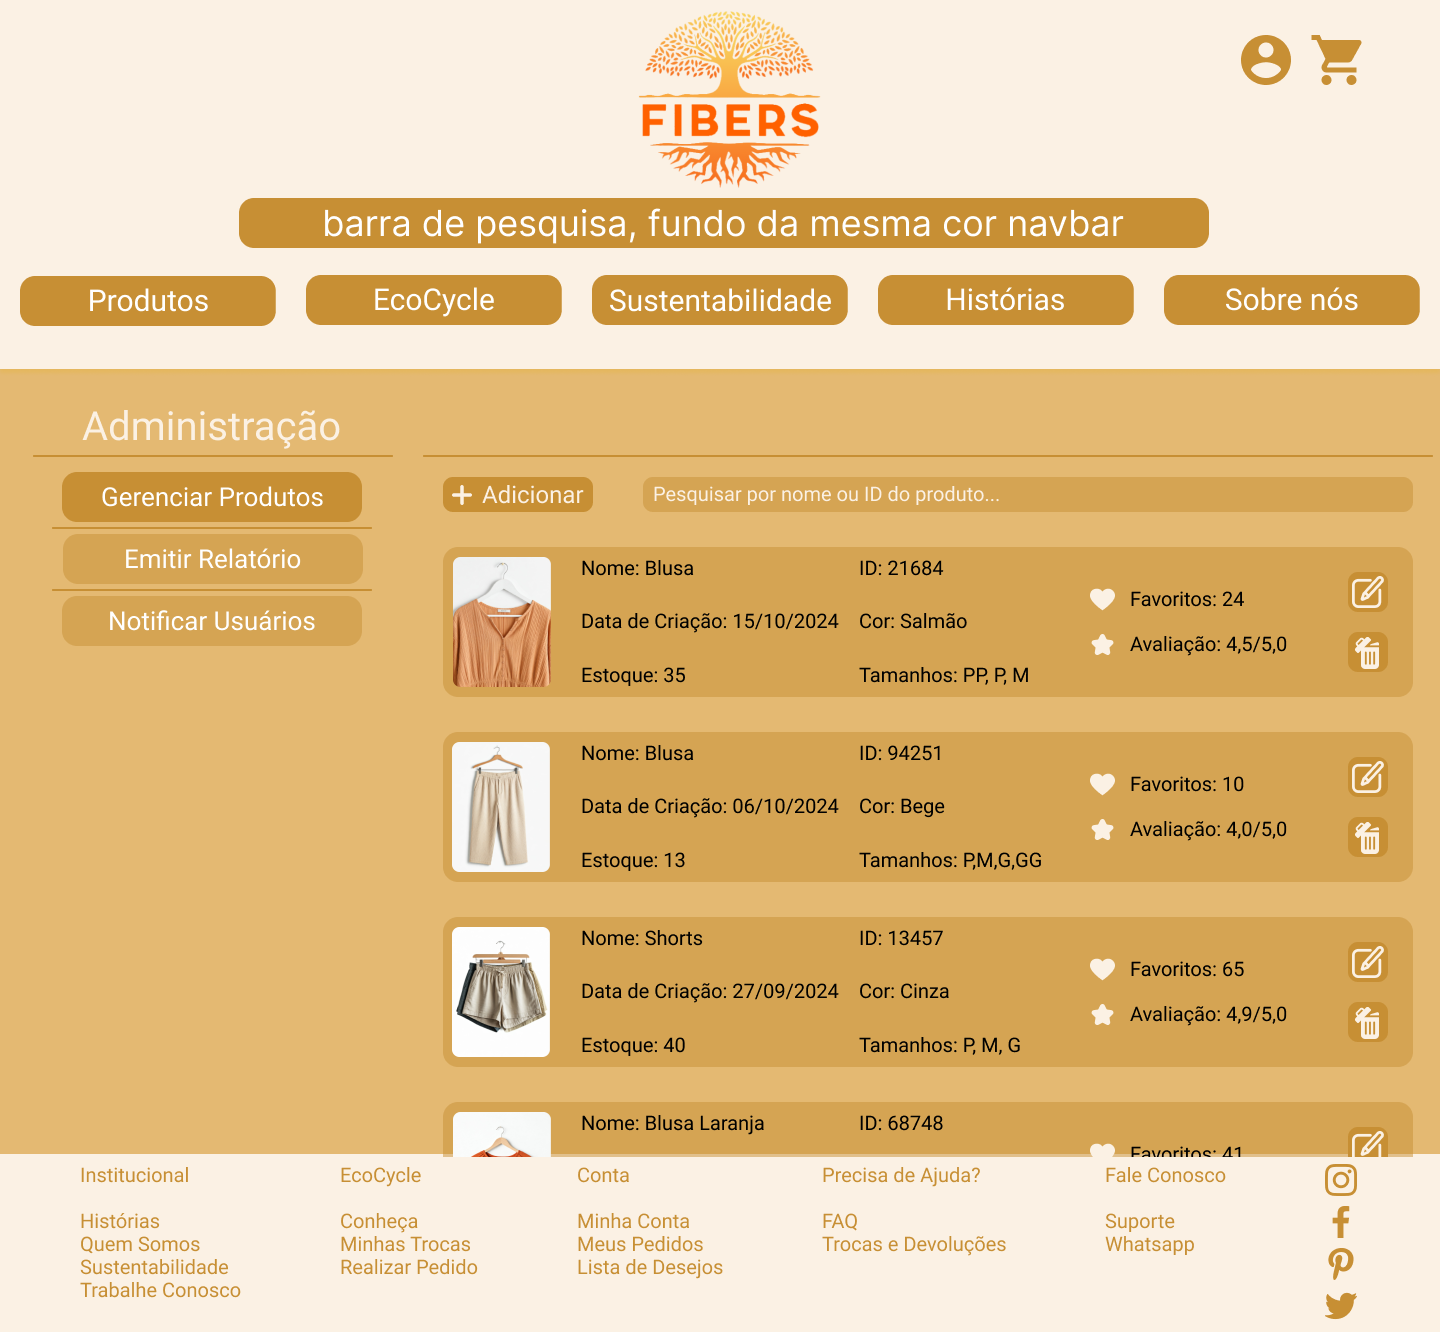 FIBERS
barra de pesquisa, fundo da mesma cor navbar
Produtos
EcoCycle
Sustentabilidade
Histórias
Sobre nós
Administração
Gerenciar Produtos
Emitir Relatório
Notificar Usuários
Adicionar
Pesquisar por nome ou ID do produto...
Nome: Blusa
ID: 21684
Favoritos: 24
Data de Criação: 15/10/2024
Cor: Salmão
Avaliação: 4,5/5,0
Estoque: 35
Tamanhos: PP, P, M
Nome: Blusa
ID: 94251
Favoritos: 10
Data de Criação: 06/10/2024
Cor: Bege
Avaliação: 4,0/5,0
Estoque: 13
Tamanhos: P,M,G,GG
Nome: Shorts
ID: 13457
Favoritos: 65
Data de Criação: 27/09/2024
Cor: Cinza
Avaliação: 4,9/5,0
Estoque: 40
Tamanhos: P, M, G
Nome: Blusa Laranja
ID: 68748
Favoritos: 41
Institucional
Histórias
Quem Somos
Sustentabilidade
Trabalhe Conosco
EcoCycle
Conheça
Minhas Trocas
Realizar Pedido
Conta
Minha Conta
Meus Pedidos
Lista de Desejos
Precisa de Ajuda?
FAQ
Trocas e Devoluções
Fale Conosco
Suporte
Whatsapp